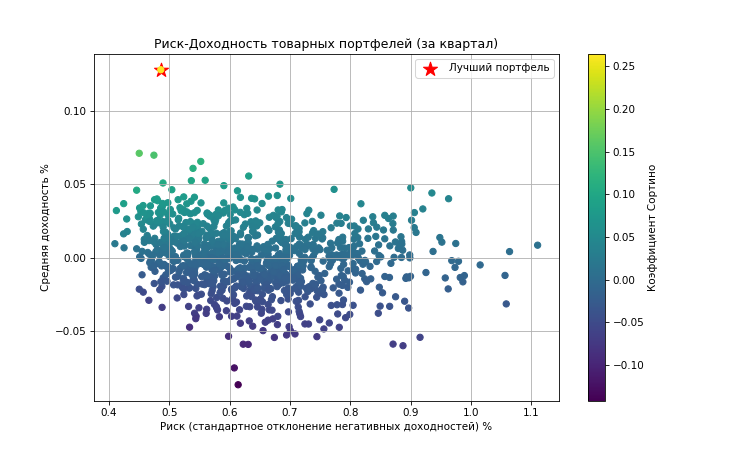 Риск-Доходность товарных портфелей (за квартал)
Лучший портфель
Средняя доходность %
0.10
0.05
0.00
−0.05
0.4 0.5 0.6 0.7 0.8 0.9 1.0 1.1
Риск (стандартное отклонение негативных доходностей) %
0.25
0.20
0.15
0.10
0.05
0.00
−0.05
−0.10
Коэффициент Сортино